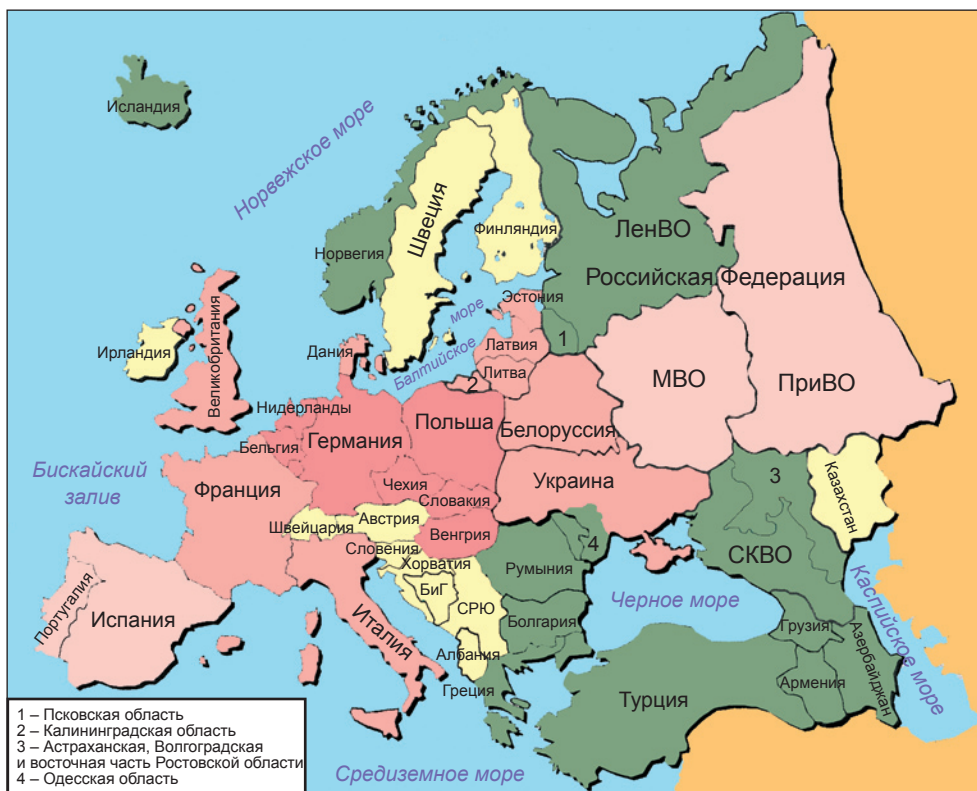 Исландия
Норвежское море
Швеция
Финляндия
Норвегия
ЛенВО
Российская Федерация
Эстония
море
Балтийское
1
Латвия
Литва
2
Дания
Ирландия
Великобритания
МВО
ПриВО
Нидерланды
Бельгия
Германия
Польша
Белоруссия
Бискайский
залив
Франция
Чехия
Словакия
Украина
3
Казахстан
Швейцария
Австрия
Венгрия
Словения
Хорватия
БиГ
СРЮ
Румыния
4
СКВО
Португалия
Испания
Италия
Албания
Болгария
Черное море
Грузия
Азербайджан
Каспийское море
Греция
Турция
Армения
Средиземное море
1 – Псковская область
2 – Калининградская область
3 – Астраханская, Волгоградская
и восточная часть Ростовской области
4 – Одесская область